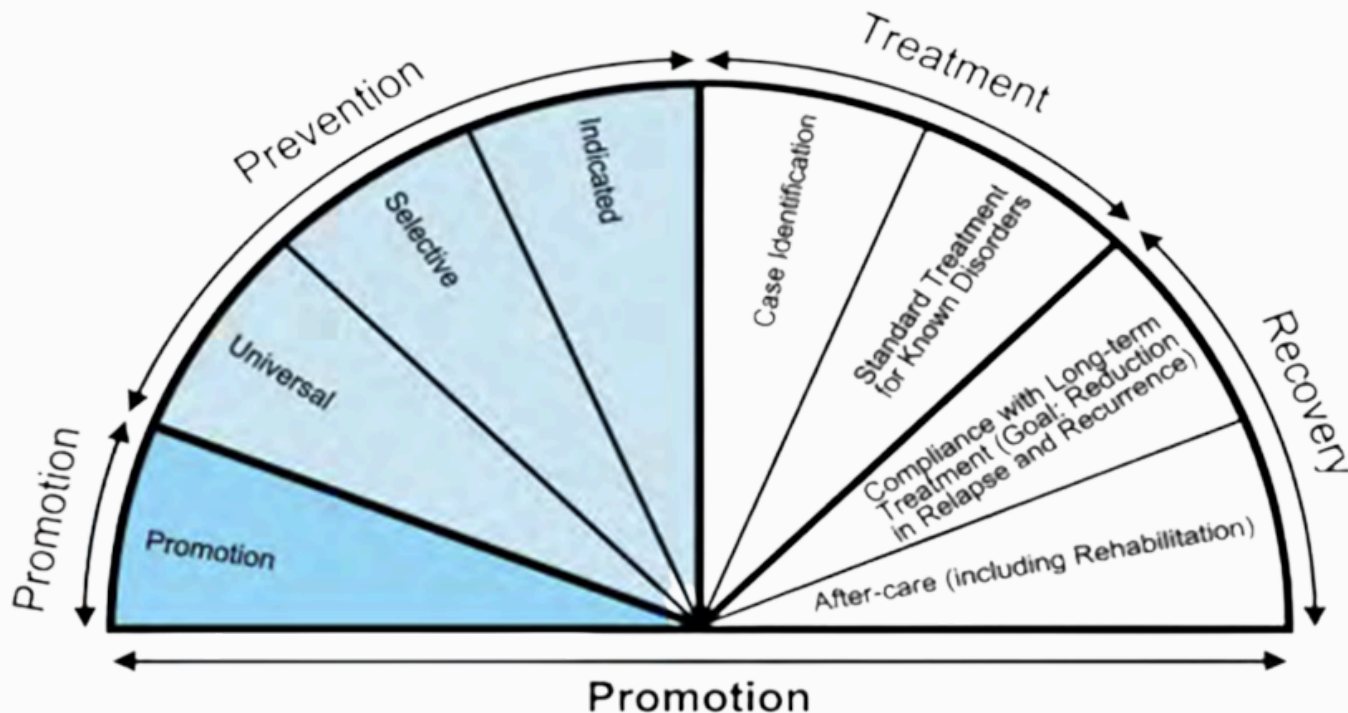 Promotion
Prevention
Treatment
Recovery
Promotion
Universal
Selective
Indicated
Case Identification
Standard Treatment
for Known Disorders
Compliance with Long-term
Treatment (Goal: Reduction
in Relapse and Recurrence)
After-care (including Rehabilitation)
Promotion